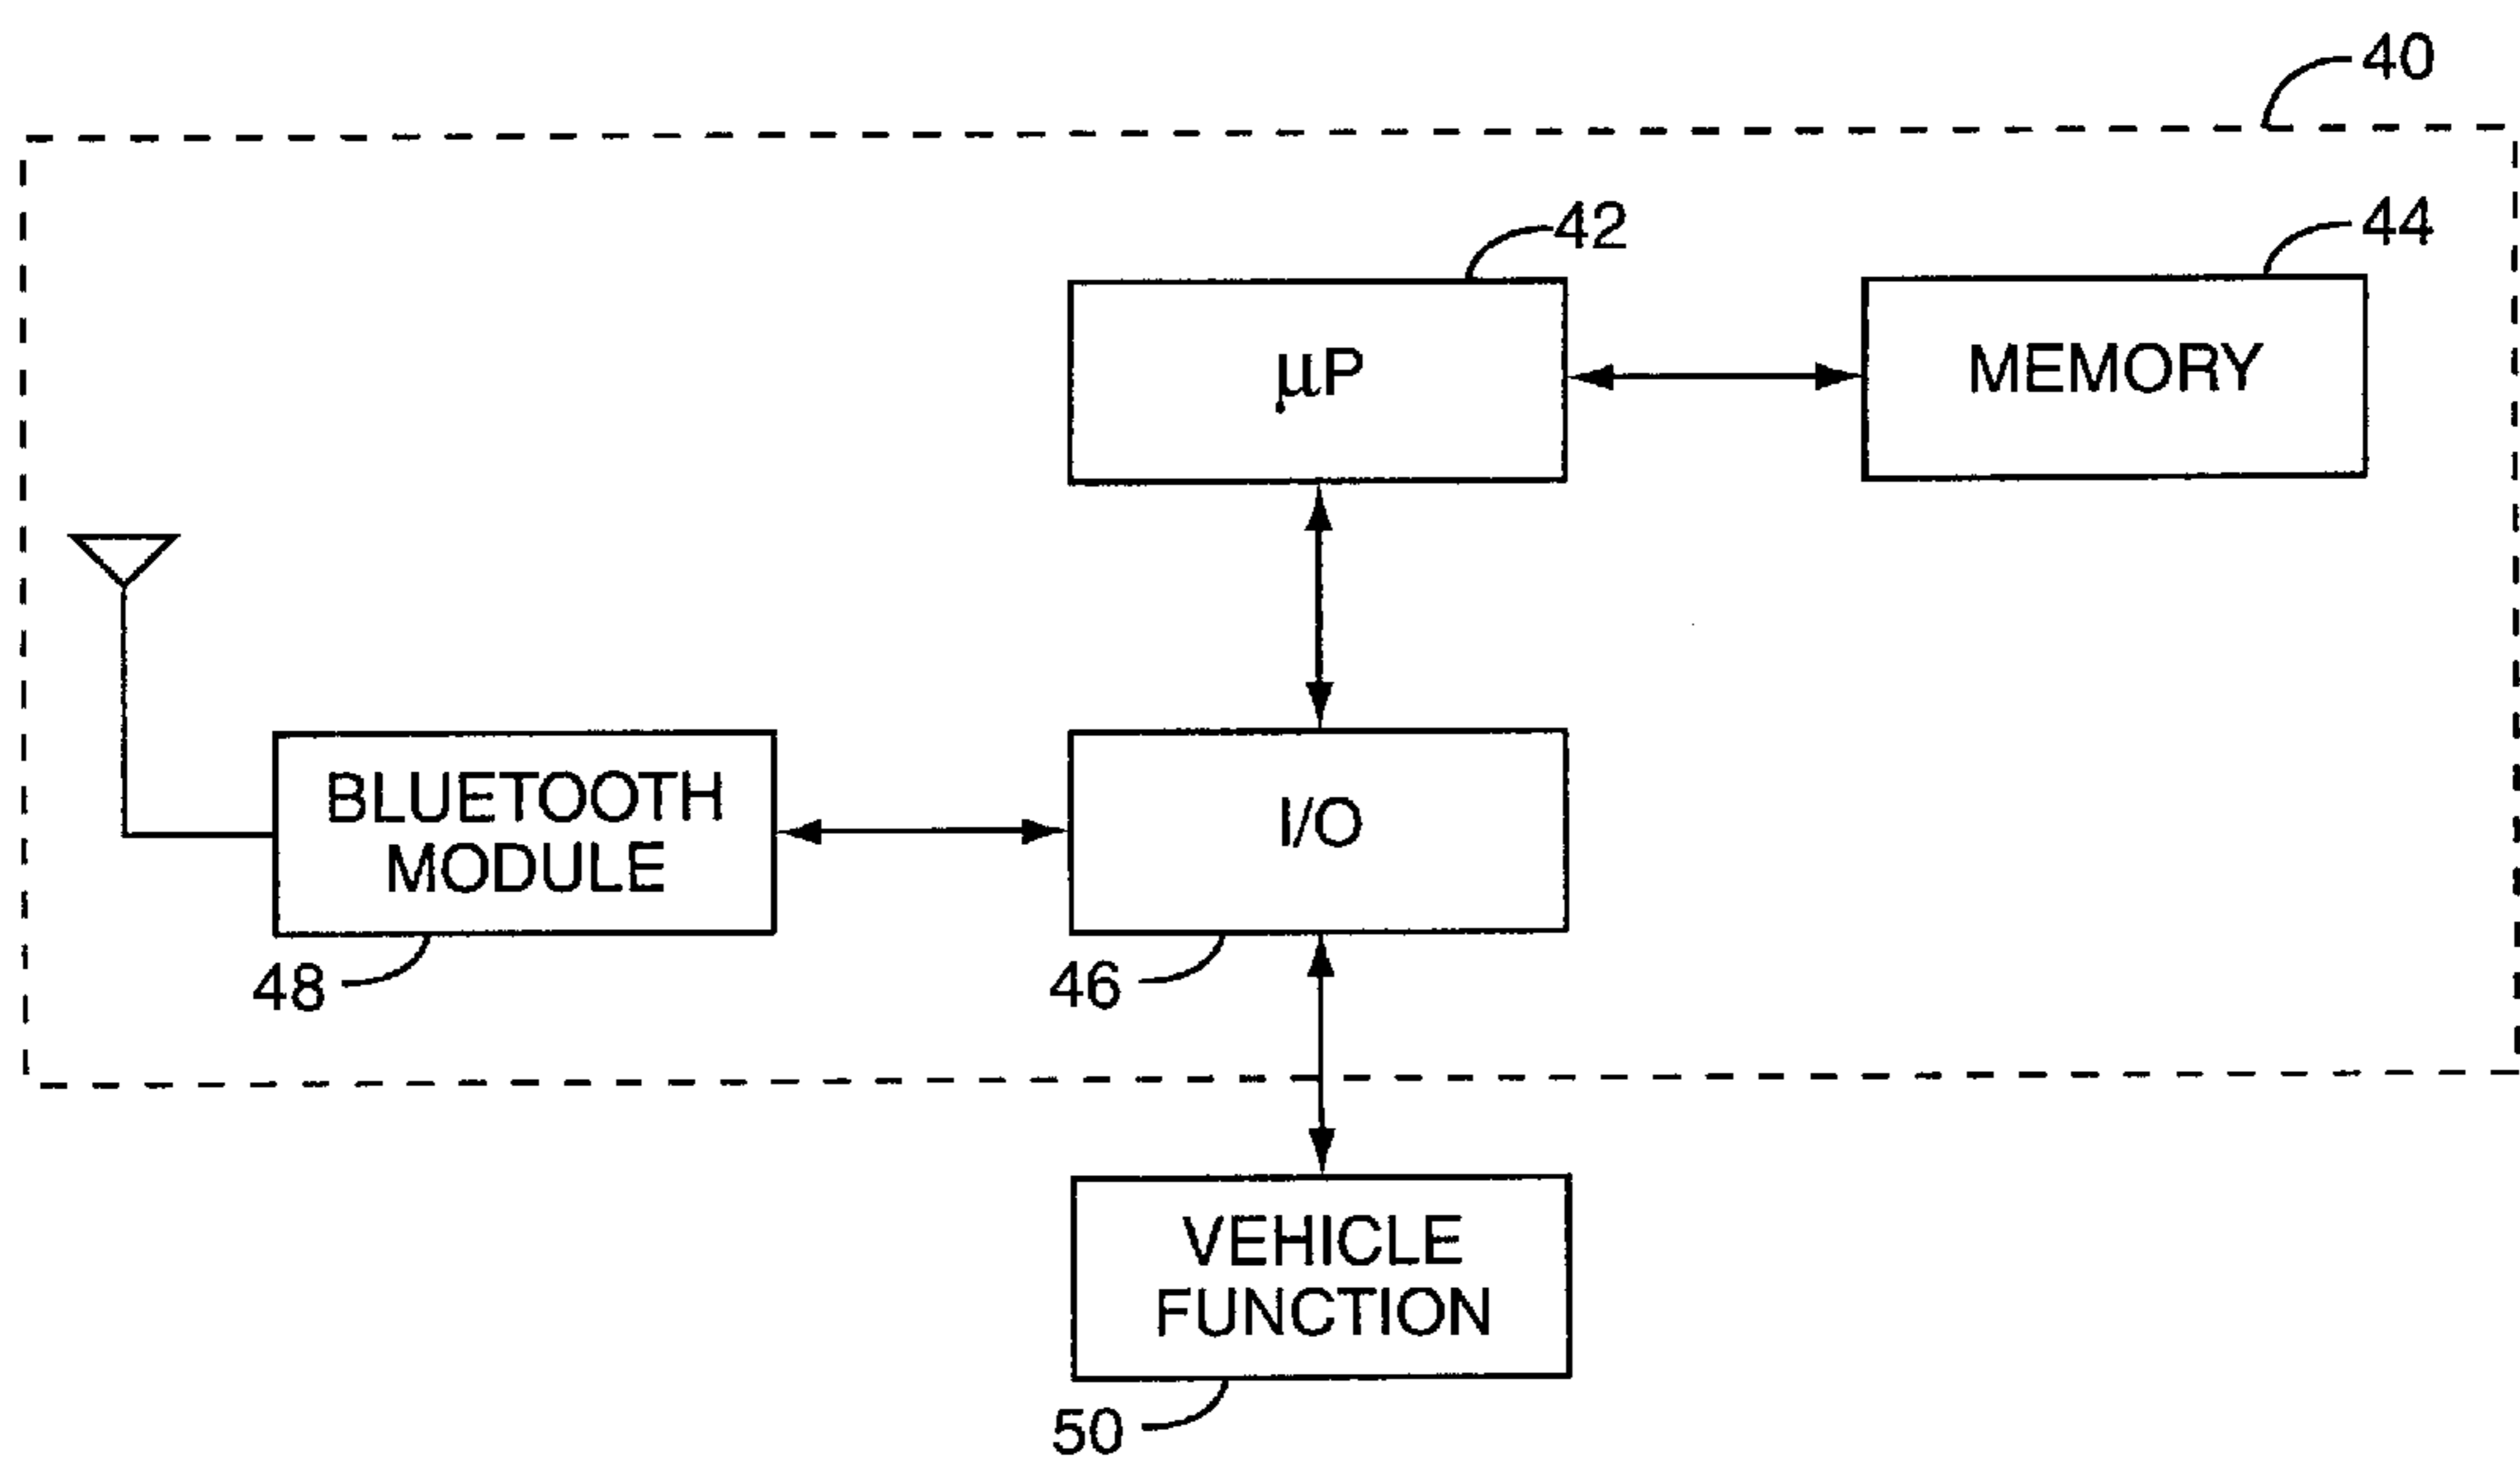 40
42
44
µP
MEMORY
BLUETOOTH
MODULE
I/O
48
46
VEHICLE
FUNCTION
50